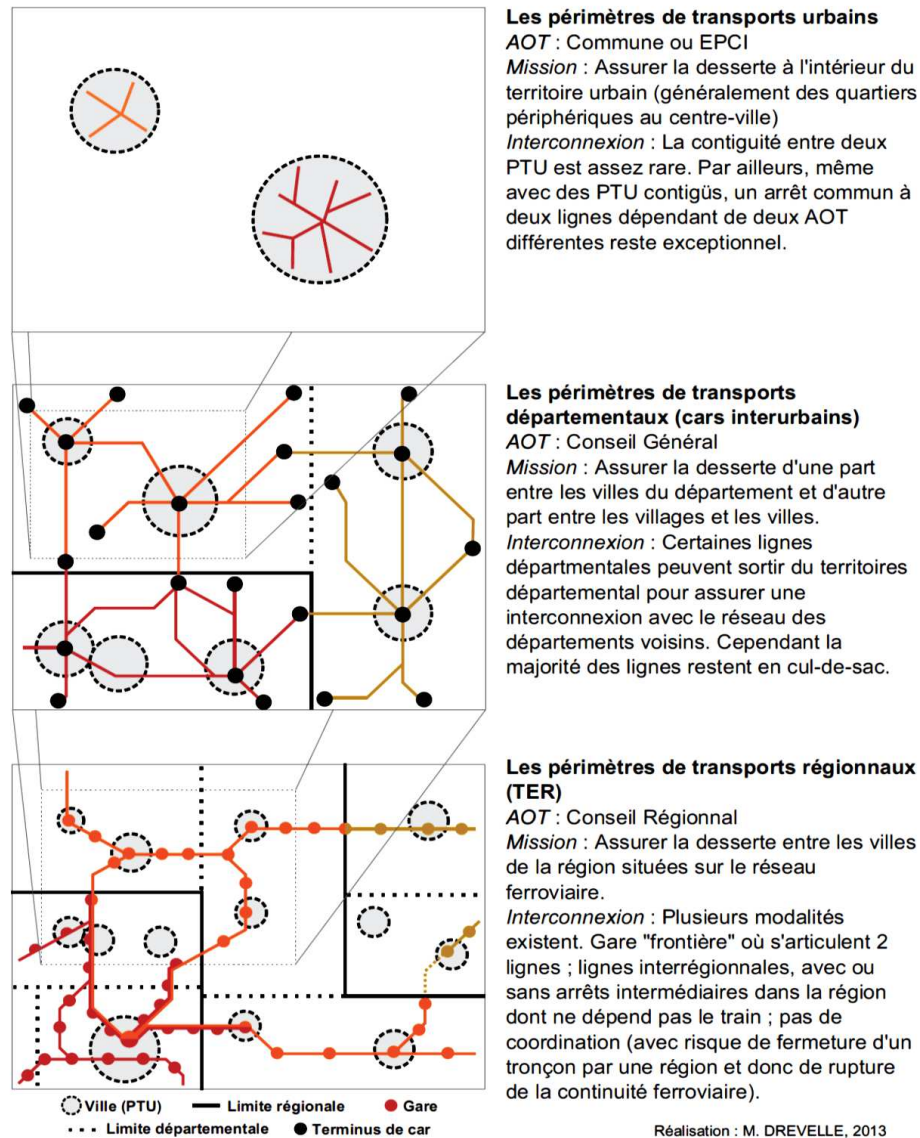 Les périmètres de transports urbains
AOT : Commune ou EPCI
Mission : Assurer la desserte à l'intérieur du
territoire urbain (généralement des quartiers
périphériques au centre-ville)
Interconnexion : La contiguité entre deux
PTU est assez rare. Par ailleurs, même
avec des PTU contigüs, un arrêt commun à
deux lignes dépendant de deux AOT
différentes reste exceptionnel.
Les périmètres de transports
départementaux (cars interurbains)
AOT : Conseil Général
Mission : Assurer la desserte d'une part
entre les villes du département et d'autre
part entre les villages et les villes.
Interconnexion : Certaines lignes
départmentales peuvent sortir du territoires
départemental pour assurer une
interconnexion avec le réseau des
départements voisins. Cependant la
majorité des lignes restent en cul-de-sac.
Les périmètres de transports régionnaux
(TER)
AOT : Conseil Régionnal
Mission : Assurer la desserte entre les villes
de la région situées sur le réseau
ferroviaire.
Interconnexion : Plusieurs modalités
existent. Gare "frontière" où s'articulent 2
lignes ; lignes interrégionnales, avec ou
sans arrêts intermédiaires dans la région
dont ne dépend pas le train ; pas de
coordination (avec risque de fermeture d'un
tronçon par une région et donc de rupture
de la continuité ferroviaire).
Ville (PTU) Limite régionale Gare
Limite départementale Terminus de car
Réalisation : M. DREVELLE, 2013